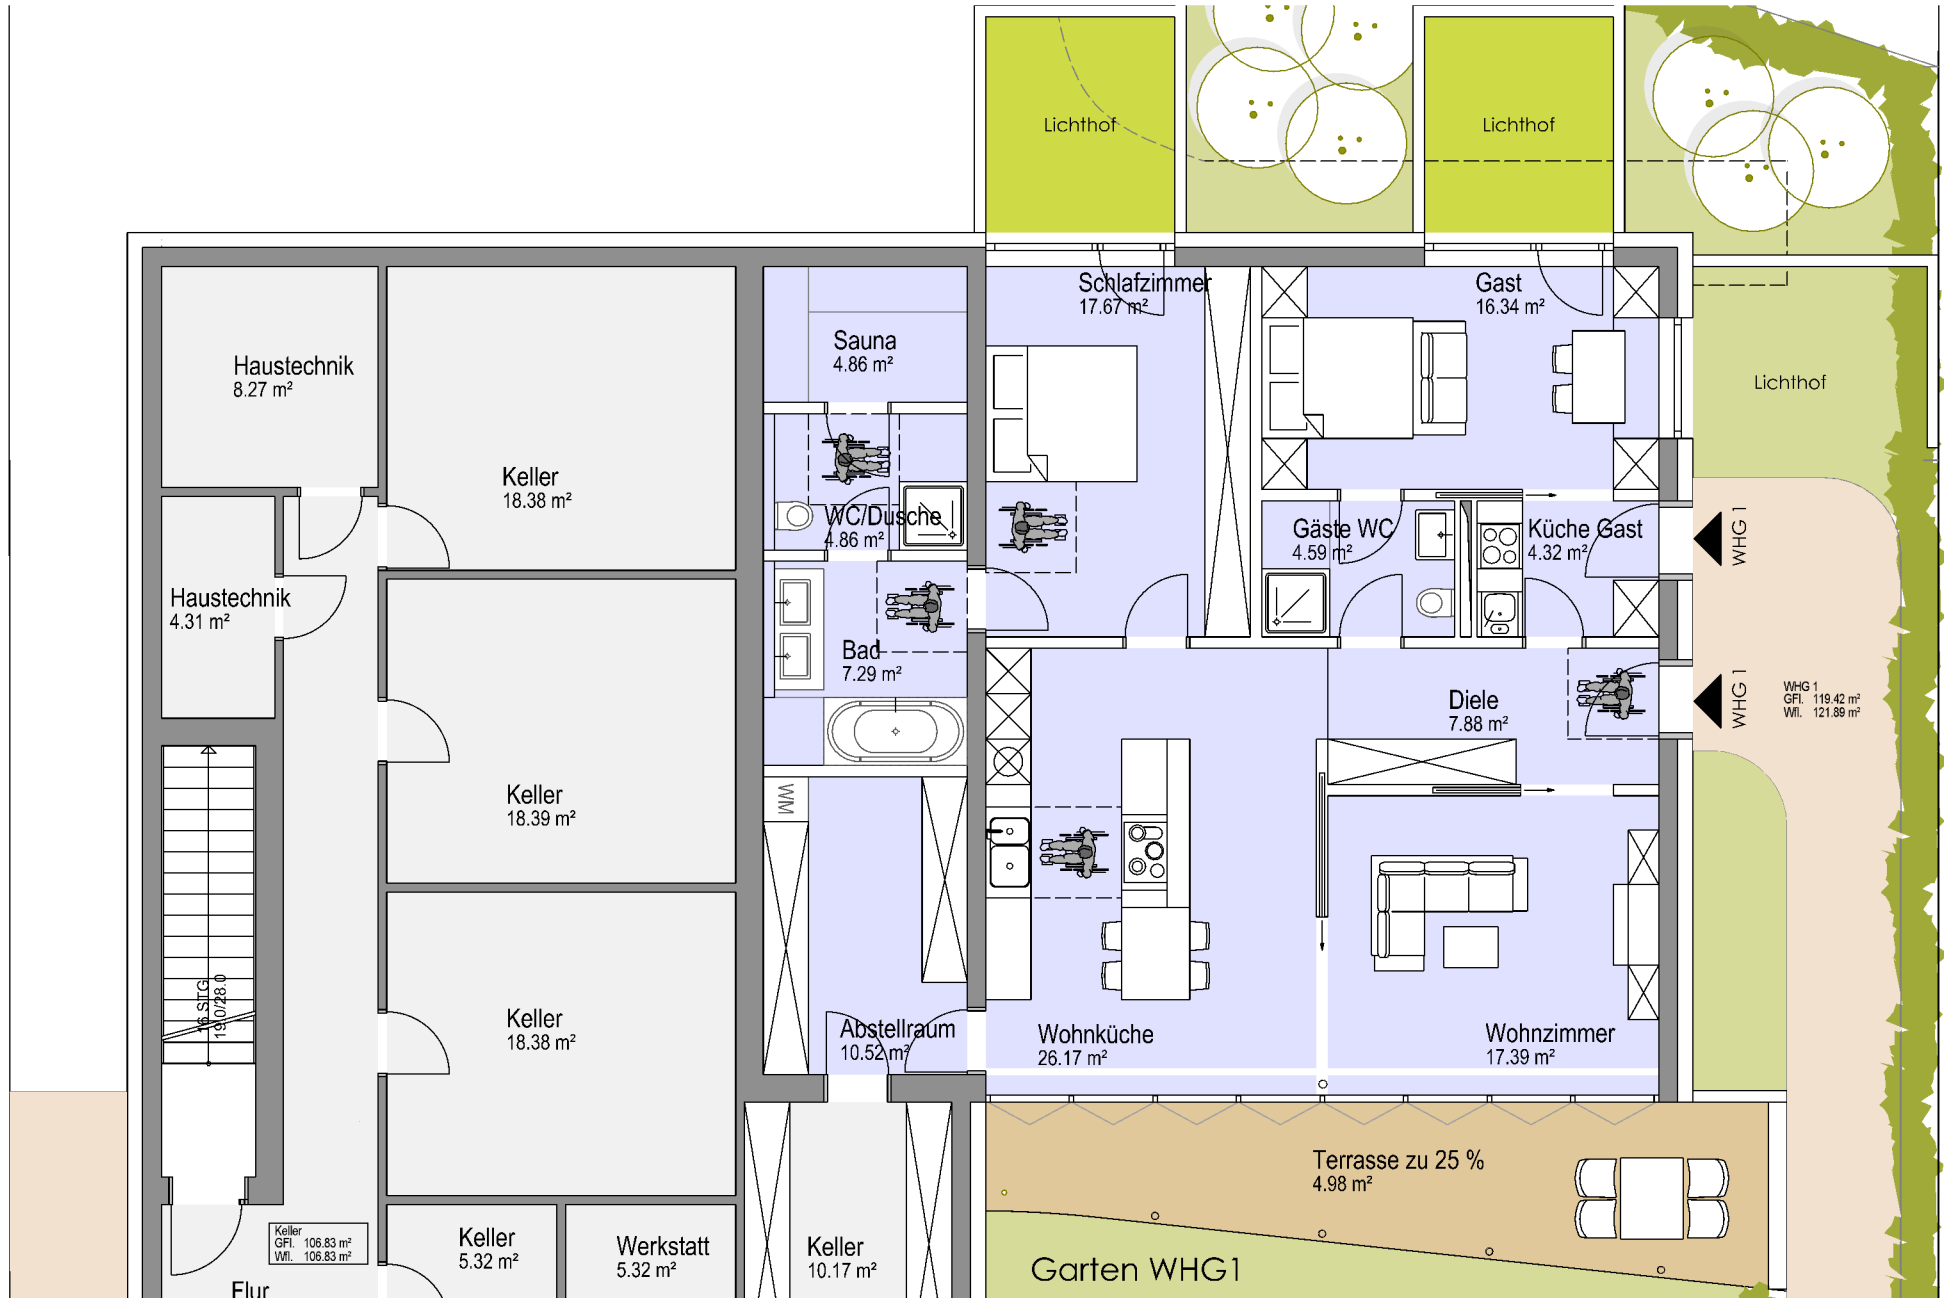 Lichthof
Lichthof
Schlafzimmer
17.67 m²
Gast
16.34 m²
Sauna
4.86 m²
Haustechnik
8.27 m²
Lichthof
Keller
18.38 m²
WC/Dusche
4.86 m²
Gäste WC
4.59 m²
Küche Gast
4.32 m²
WHG 1
Haustechnik
4.31 m²
Bad
7.29 m²
Diele
7.88 m²
WHG 1
WHG 1
GFl. 119.42 m²
Wfl. 121.89 m²
Keller
18.39 m²
WM
16 STG
19.0/28.0
Keller
18.38 m²
Abstellraum
10.52 m²
Wohnküche
26.17 m²
Wohnzimmer
17.39 m²
Terrasse zu 25 %
4.98 m²
Keller
GFl. 106.83 m²
Wfl. 106.83 m²
Keller
5.32 m²
Werkstatt
5.32 m²
Keller
10.17 m²
Garten WHG1
Flur